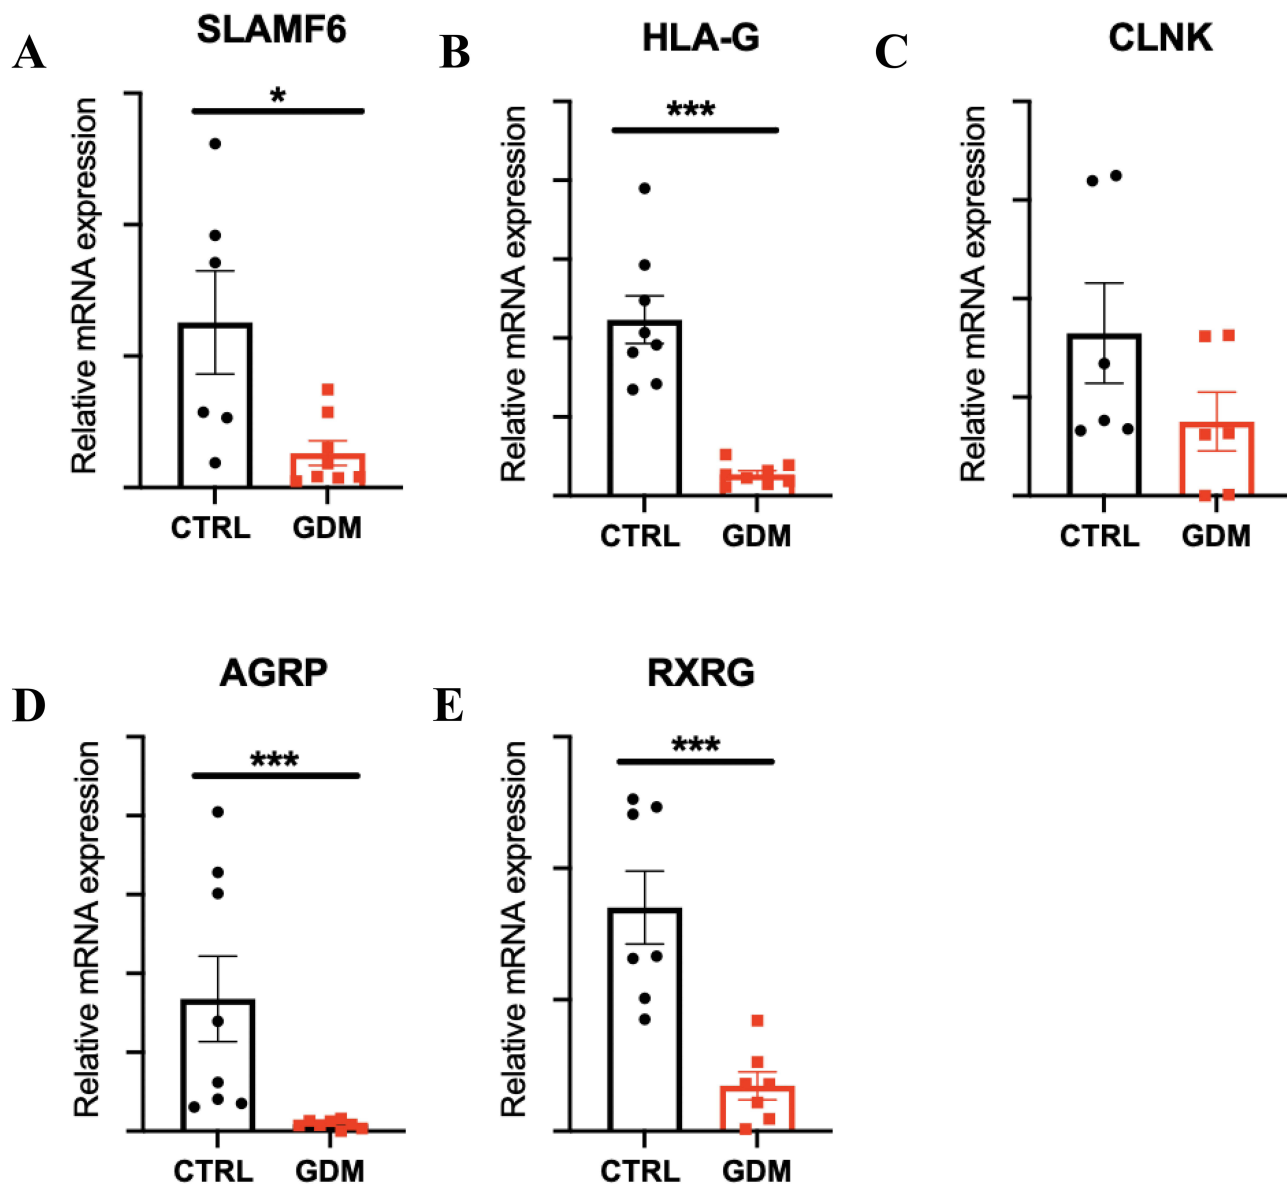 A
SLAMF6
Relative mRNA expression
*
CTRL
GDM
B
HLA-G
Relative mRNA expression
***
CTRL
GDM
C
CLNK
Relative mRNA expression
CTRL
GDM
D
AGRP
Relative mRNA expression
***
CTRL
GDM
E
RXRG
Relative mRNA expression
***
CTRL
GDM